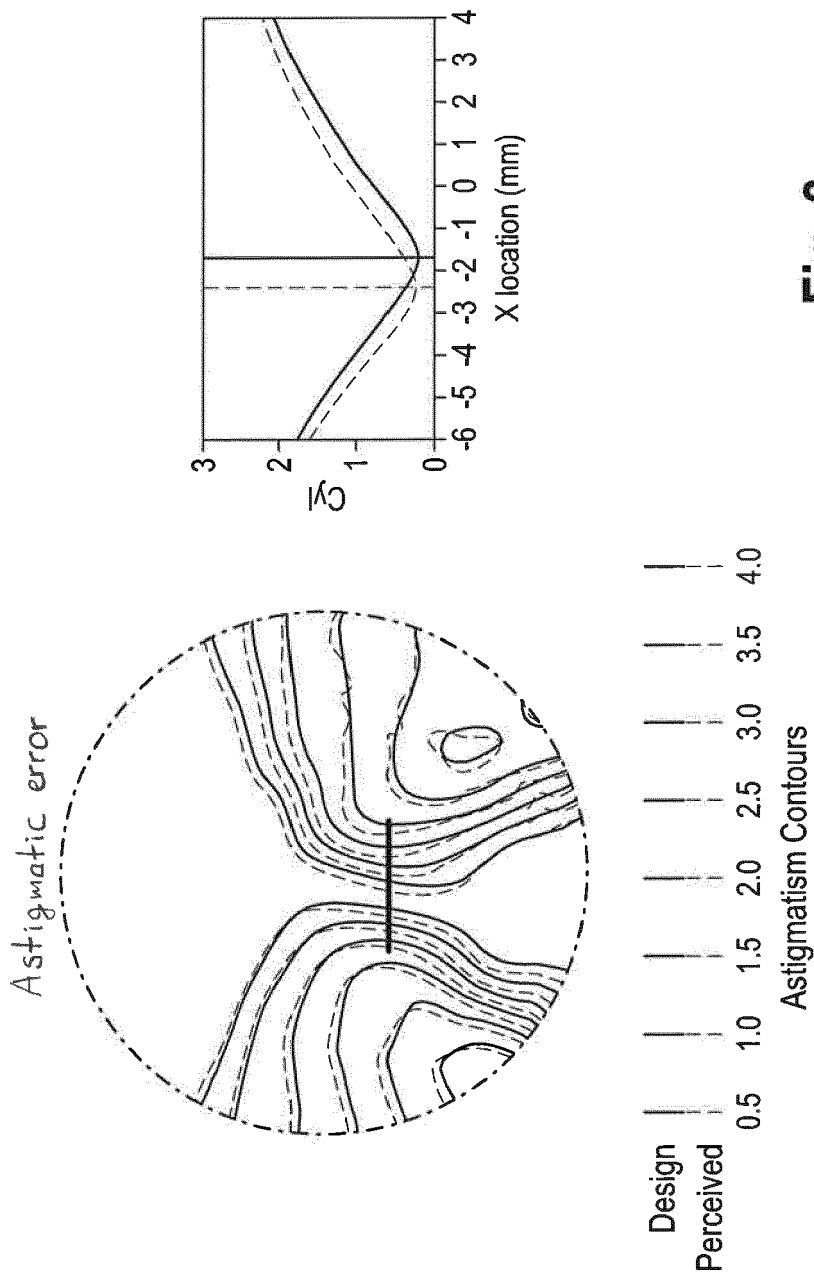 Astigmatic error
Design
Perceived
0.5 1.0 1.5 2.0 2.5 3.0 3.5 4.0
Astigmatism Contours
3
2
1
0
Cyl
-6 -5 -4 -3 -2 -1 0 1 2 3 4
X location (mm)